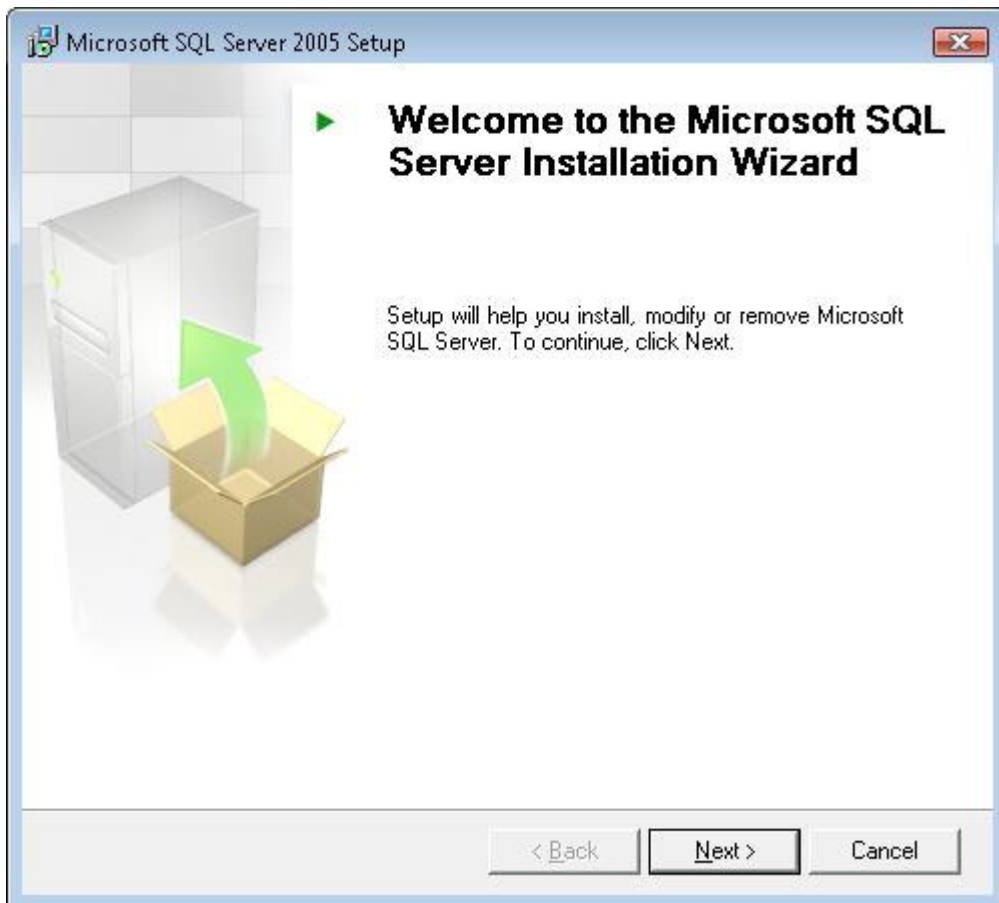 Microsoft SQL Server 2005 Setup
Welcome to the Microsoft SQL
Server Installation Wizard
Setup will help you install, modify or remove Microsoft
SQL Server. To continue, click Next.
< Back
Next >
Cancel